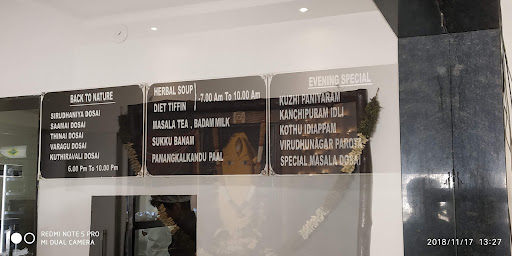 BACK TO NATURE
SIRUDHANIYA DOSAI
SAAMAI DOSAI
THINAI DOSAI
VARAGU DOSAI
KUTHIRAVALI DOSAI
6.00 Pm To 10.00 Pm
HERBAL SOUP
DIET TIFFIN
-7.00 Am To 10.00 Am
MASALA TEA , BADAM MILK
SUKKU BANAM
PANANGKALKANDU PAAL
EVENING SPECIAL
KUZHI PANIYARAM
KANCHIPURAM IDLI
KOTHU IDIAPPAM
VIRUDHUNAGAR PAROTA
SPECIAL MASALA DOSAI
REDMI NOTE 5 PRO
MI DUAL CAMERA
2018/11/17 13:27